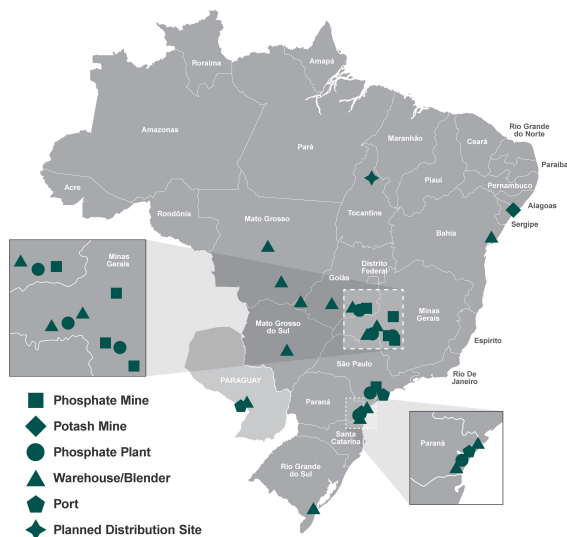 Roraima
Amapá
Amazonas
Pará
Maranhão
Ceará
Rio Grande
do Norte
Paraíba
Piauí
Pernambuco
Acre
Alagoas
Rondônia
Mato Grosso
Tocantins
Sergipe
Bahia
Minas
Gerais
Distrito
Federal
Goiás
Minas
Gerais
Mato Grosso
do Sul
Espírito
São Paulo
Rio De
Janeiro
PARAGUAY
Paraná
Santa
Catarina
Paraná
Rio Grande
do Sul
Phosphate Mine
Potash Mine
Phosphate Plant
Warehouse/Blender
Port
Planned Distribution Site